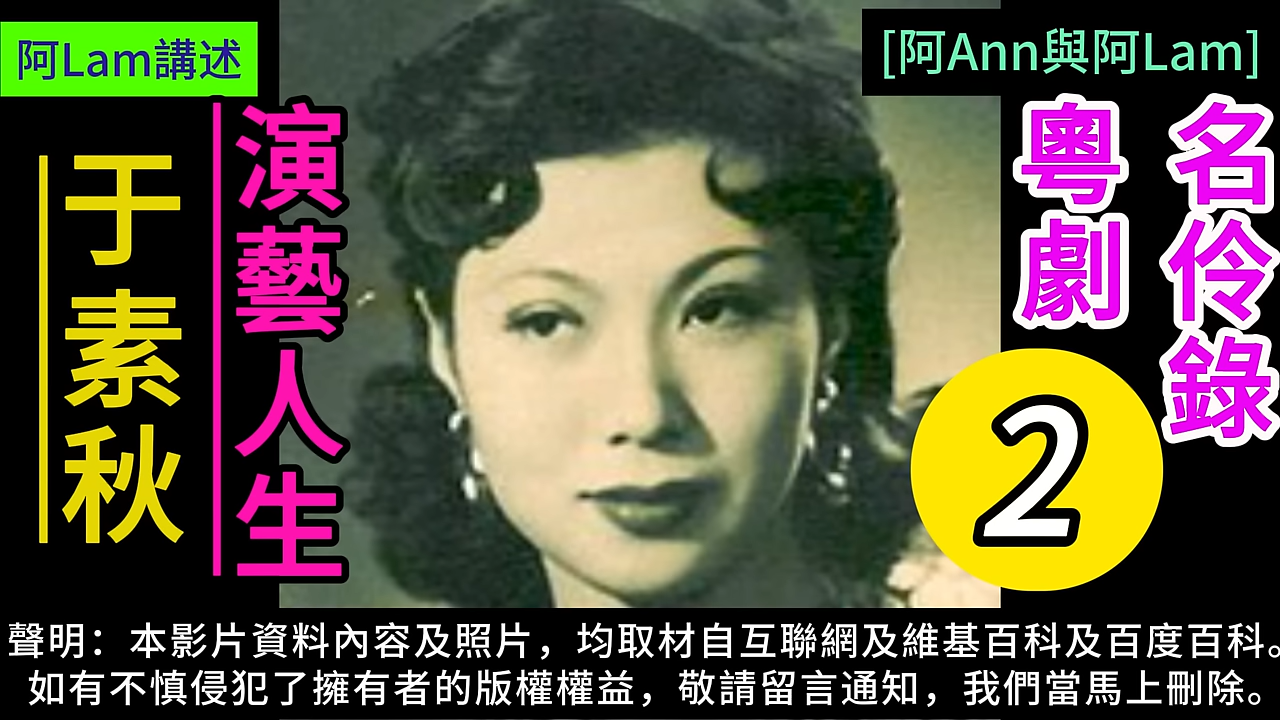 阿Lam講述
[阿Ann與阿Lam]
名伶錄
粵劇
2
演藝人生
于素秋
聲明：本影片資料內容及照片，均取材自互聯網及維基百科及百度百科。
如有不慎侵犯了擁有者的版權權益，敬請留言通知，我們當馬上刪除。